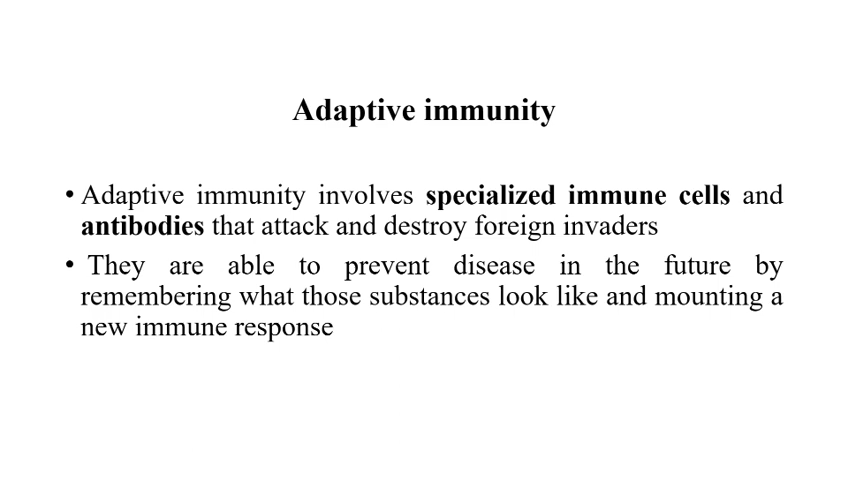 Adaptive immunity
• Adaptive immunity involves specialized immune cells and
antibodies that attack and destroy foreign invaders
• They are able to prevent disease in the future by
remembering what those substances look like and mounting a
new immune response